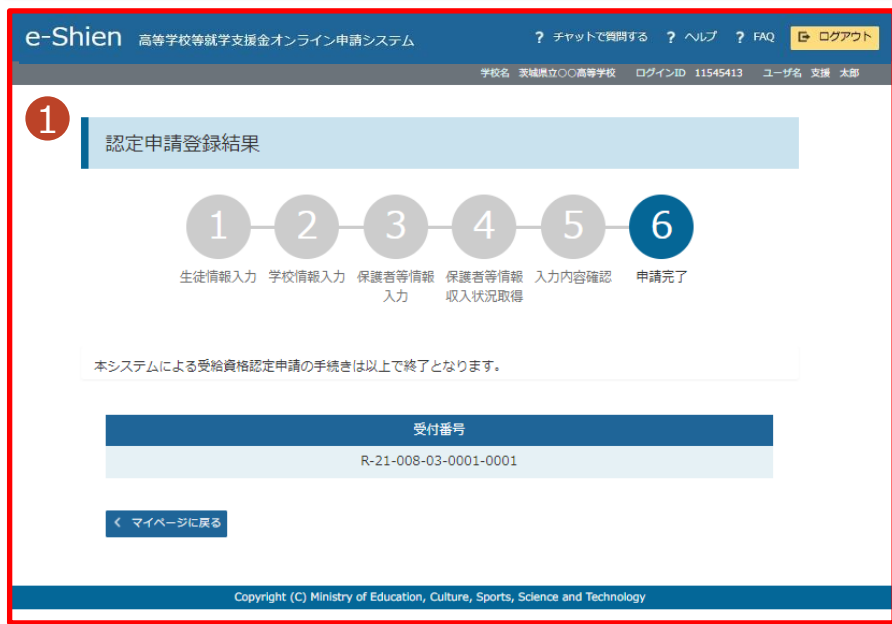 e-Shien 高等学校等就学支援金オンライン申請システム ? チャットで質問する ? ヘルプ ? FAQ ログアウト
学校名 茨城県立〇〇高等学校 ログインID 11545413 ユーザ名 支援 太郎
1
認定申請登録結果
1 2 3 4 5 6
生徒情報入力 学校情報入力 保護者等情報入力 保護者等情報収入状況取得 入力内容確認 申請完了
本システムによる受給資格認定申請の手続きは以上で終了となります。
受付番号
R-21-008-03-0001-0001
マイページに戻る
Copyright (C) Ministry of Education, Culture, Sports, Science and Technology